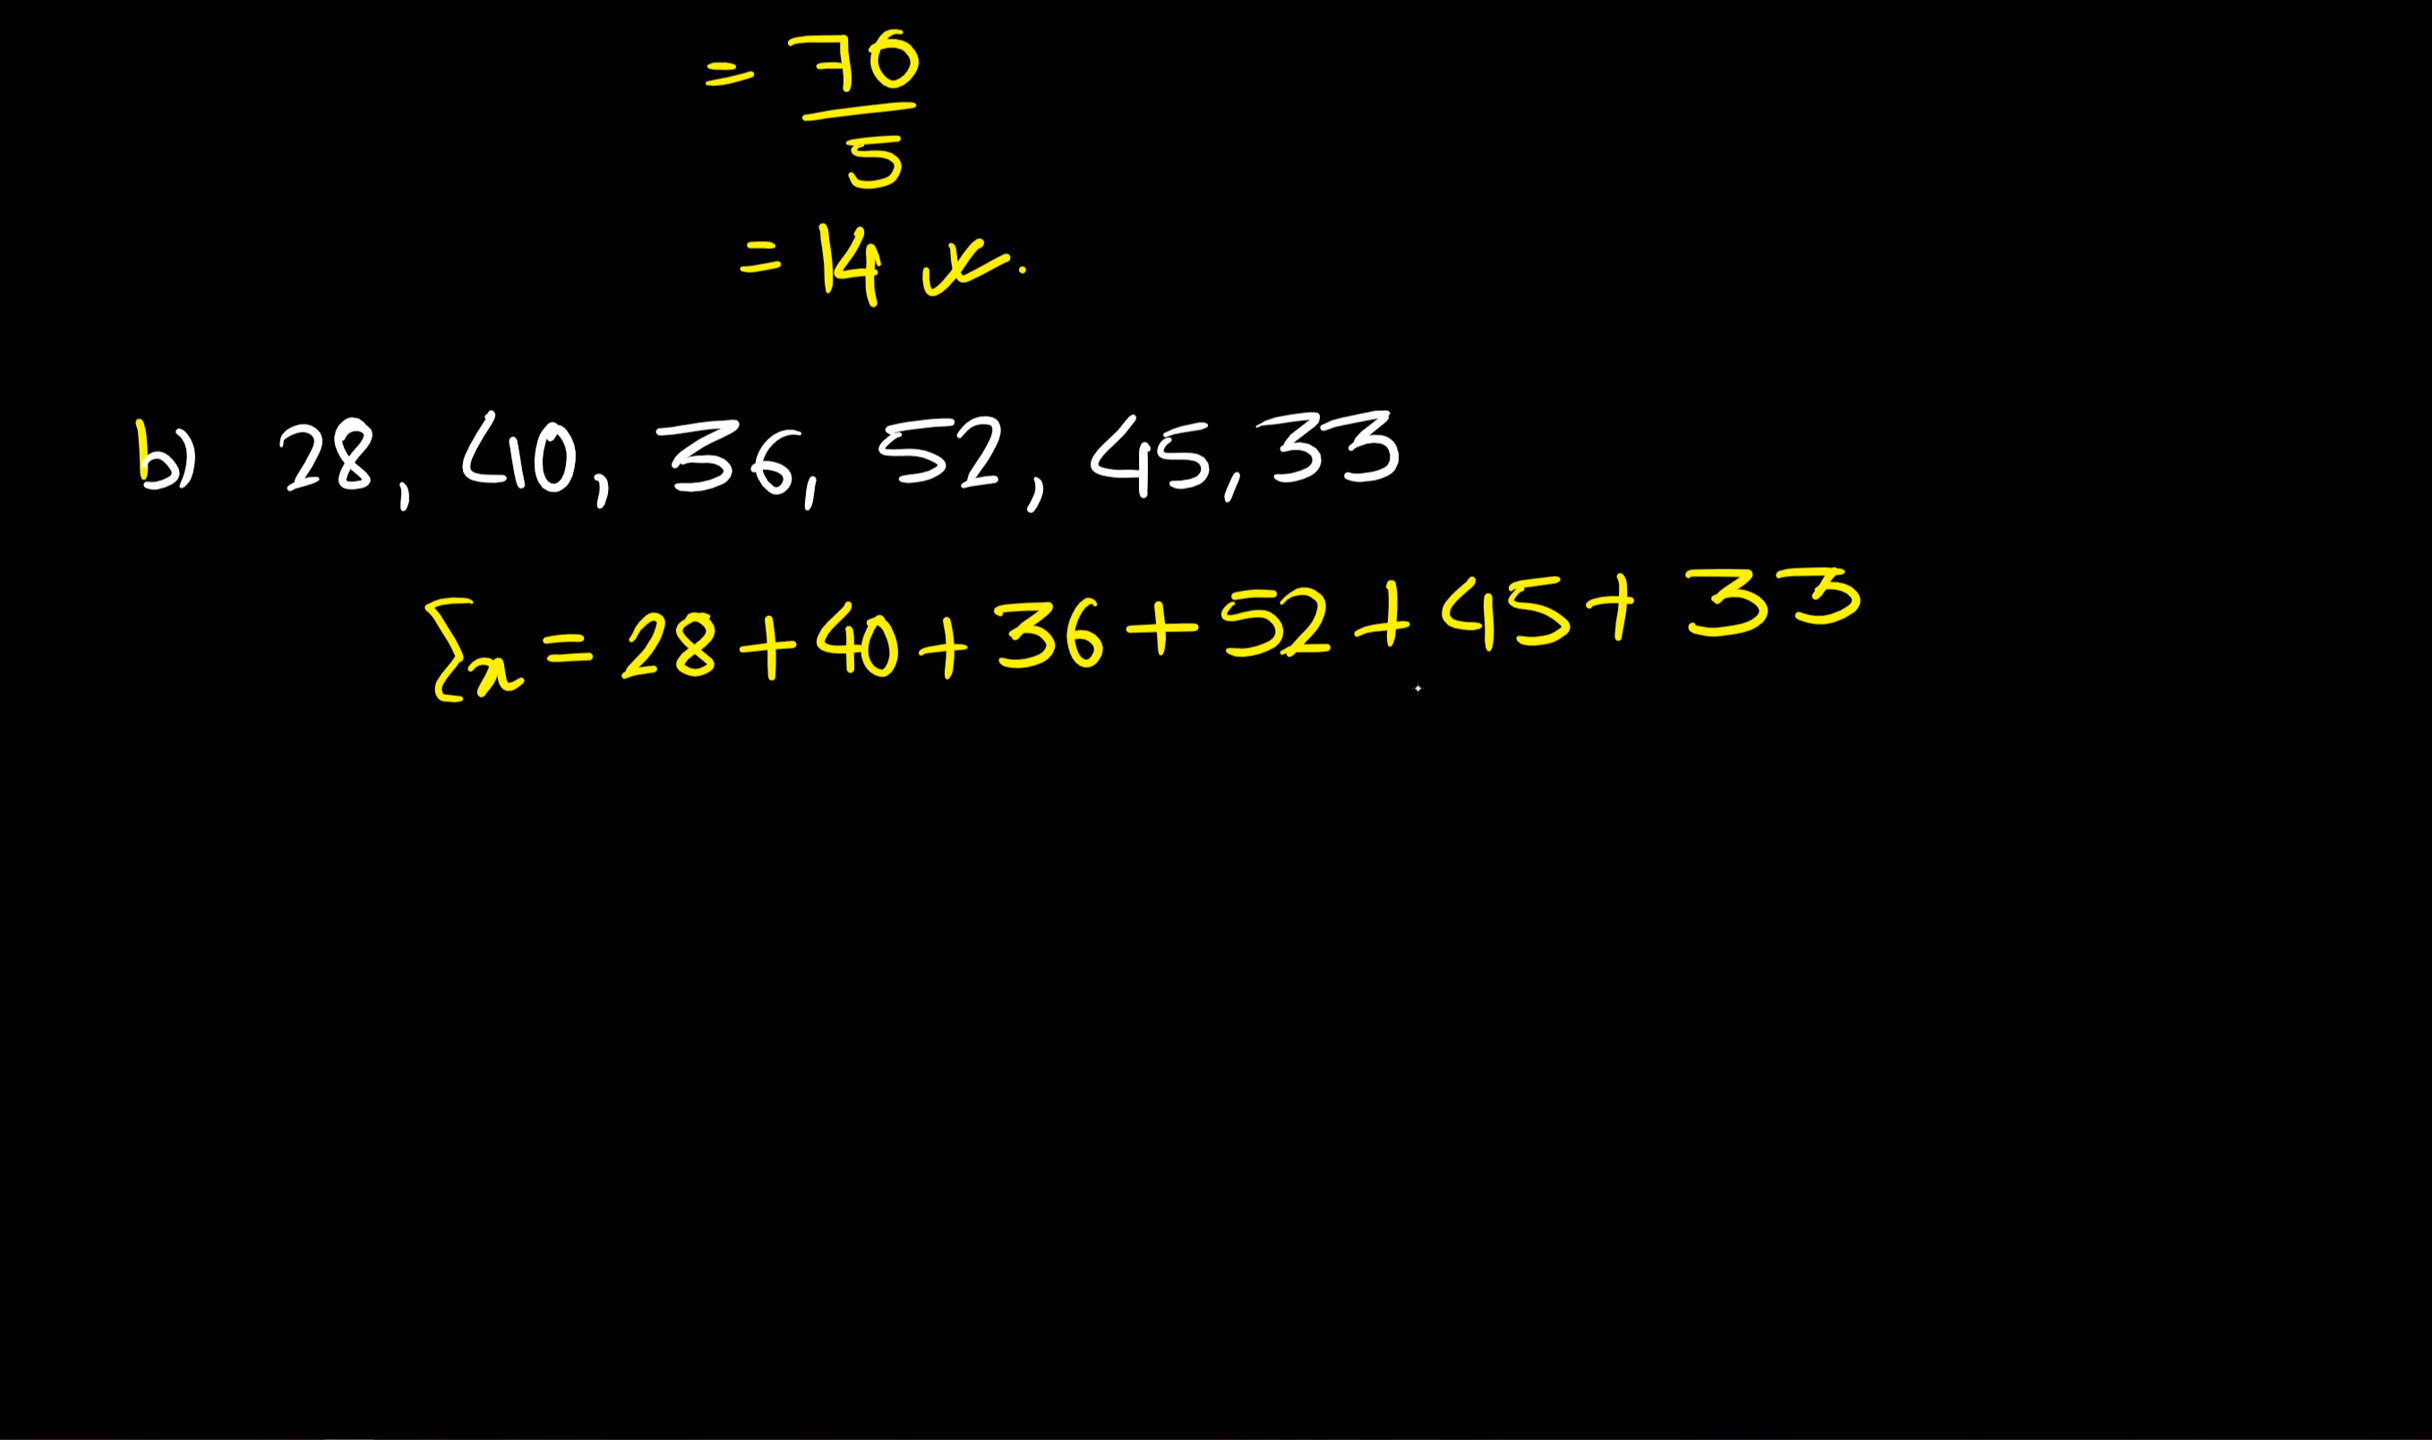 = 70
5
= 14
b) 28, 40, 36, 52, 45, 33
Σx = 28 + 40 + 36 + 52 + 45 + 33